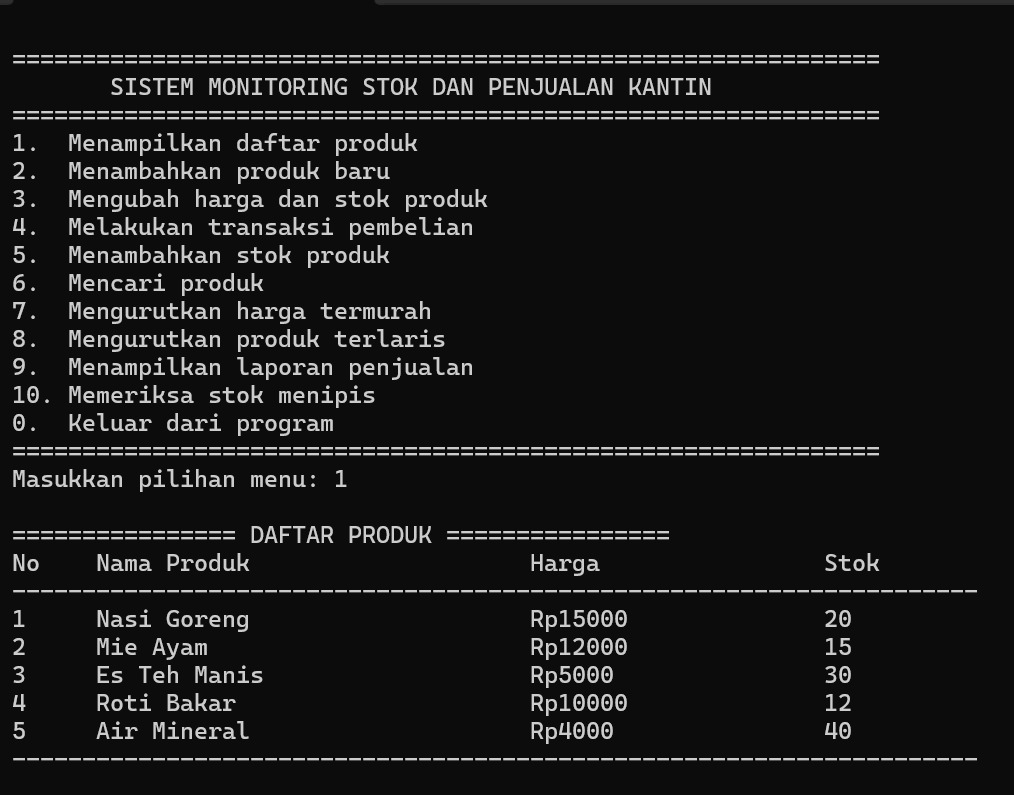 ==============================================================
       SISTEM MONITORING STOK DAN PENJUALAN KANTIN
==============================================================
1.  Menampilkan daftar produk
2.  Menambahkan produk baru
3.  Mengubah harga dan stok produk
4.  Melakukan transaksi pembelian
5.  Menambahkan stok produk
6.  Mencari produk
7.  Mengurutkan harga termurah
8.  Mengurutkan produk terlaris
9.  Menampilkan laporan penjualan
10. Memeriksa stok menipis
0.  Keluar dari program
==============================================================
Masukkan pilihan menu: 1

================ DAFTAR PRODUK ================
No    Nama Produk                    Harga                Stok
---------------------------------------------------------------------
1     Nasi Goreng                    Rp15000              20
2     Mie Ayam                       Rp12000              15
3     Es Teh Manis                   Rp5000               30
4     Roti Bakar                     Rp10000              12
5     Air Mineral                    Rp4000               40
---------------------------------------------------------------------